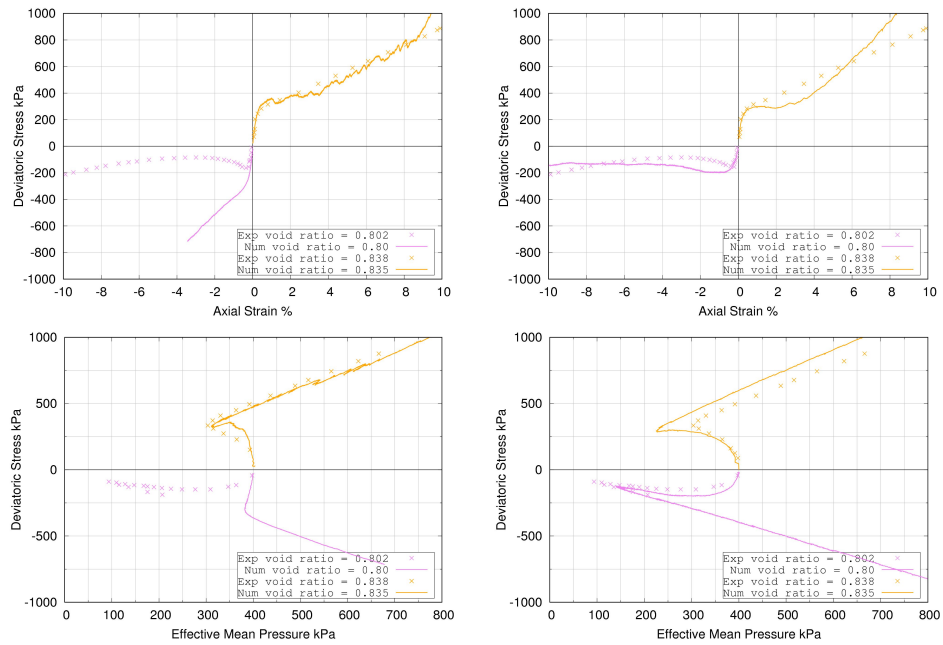 1000
800
600
400
200
0
-200
-400
-600
-800
-1000
Deviatoric Stress kPa
-10 -8 -6 -4 -2 0 2 4 6 8 10
Axial Strain %
Exp void ratio = 0.802
Num void ratio = 0.80
Exp void ratio = 0.838
Num void ratio = 0.835
1000
800
600
400
200
0
-200
-400
-600
-800
-1000
Deviatoric Stress kPa
-10 -8 -6 -4 -2 0 2 4 6 8 10
Axial Strain %
Exp void ratio = 0.802
Num void ratio = 0.80
Exp void ratio = 0.838
Num void ratio = 0.835
1000
500
0
-500
-1000
Deviatoric Stress kPa
0 100 200 300 400 500 600 700 800
Effective Mean Pressure kPa
Exp void ratio = 0.802
Num void ratio = 0.80
Exp void ratio = 0.838
Num void ratio = 0.835
1000
500
0
-500
-1000
Deviatoric Stress kPa
0 100 200 300 400 500 600 700 800
Effective Mean Pressure kPa
Exp void ratio = 0.802
Num void ratio = 0.80
Exp void ratio = 0.838
Num void ratio = 0.835